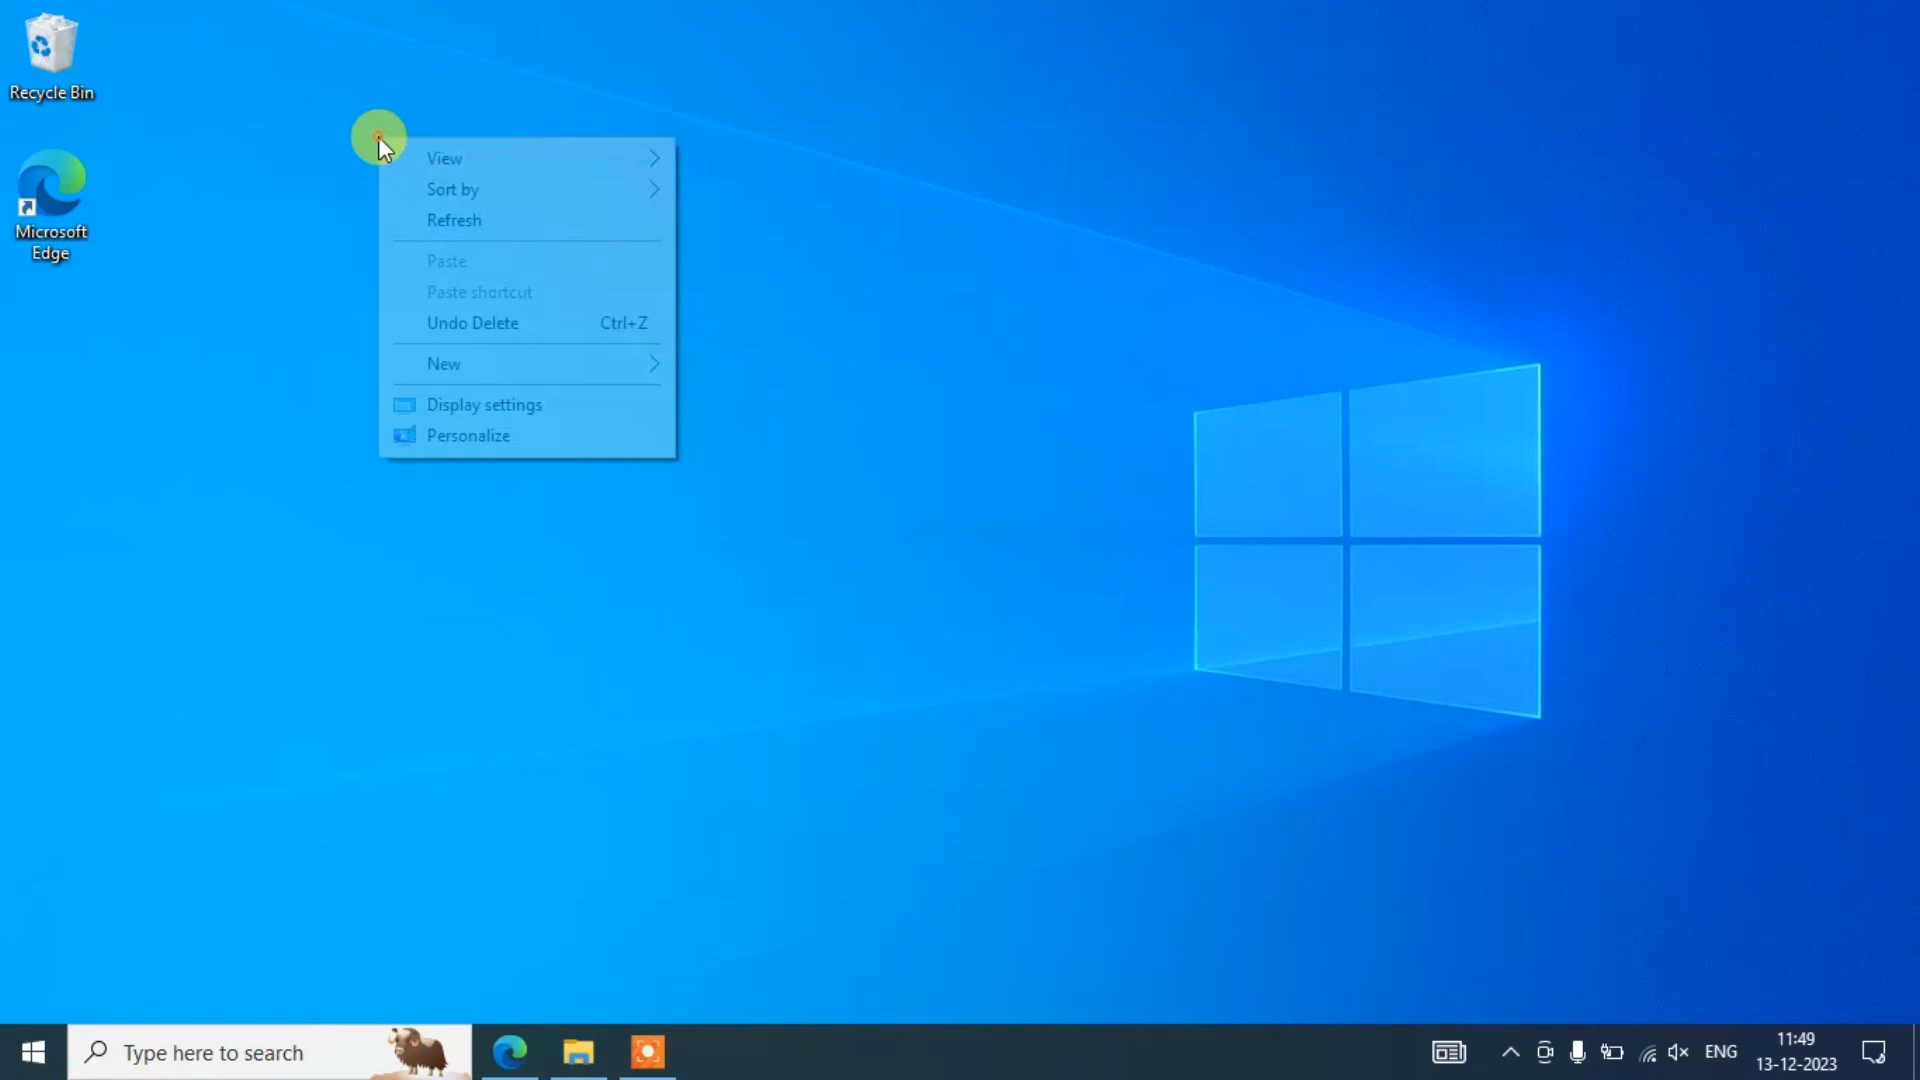 Recycle Bin
Microsoft
Edge
View
Sort by
Refresh
Paste
Paste shortcut
Undo Delete Ctrl+Z
New
Display settings
Personalize
Type here to search
ENG
11:49
13-12-2023